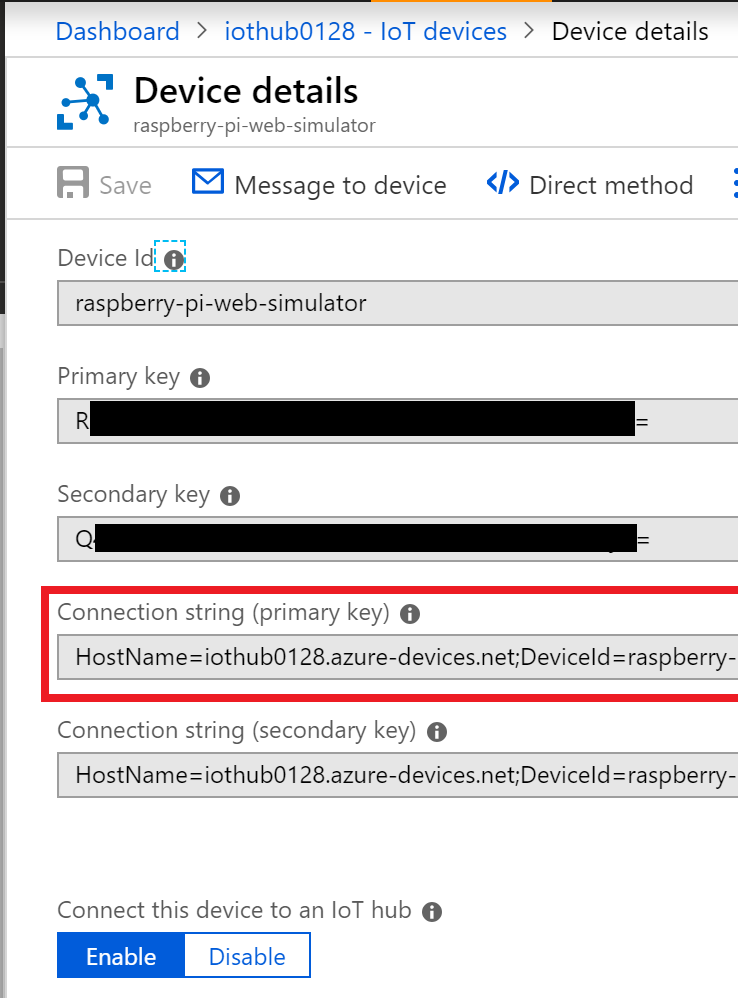 Dashboard > iothub0128 - IoT devices > Device details
Device details
raspberry-pi-web-simulator
Save Message to device </> Direct method
Device Id
raspberry-pi-web-simulator
Primary key
R =
Secondary key
Q =
Connection string (primary key)
HostName=iothub0128.azure-devices.net;DeviceId=raspberry-
Connection string (secondary key)
HostName=iothub0128.azure-devices.net;DeviceId=raspberry-
Connect this device to an IoT hub
Enable Disable